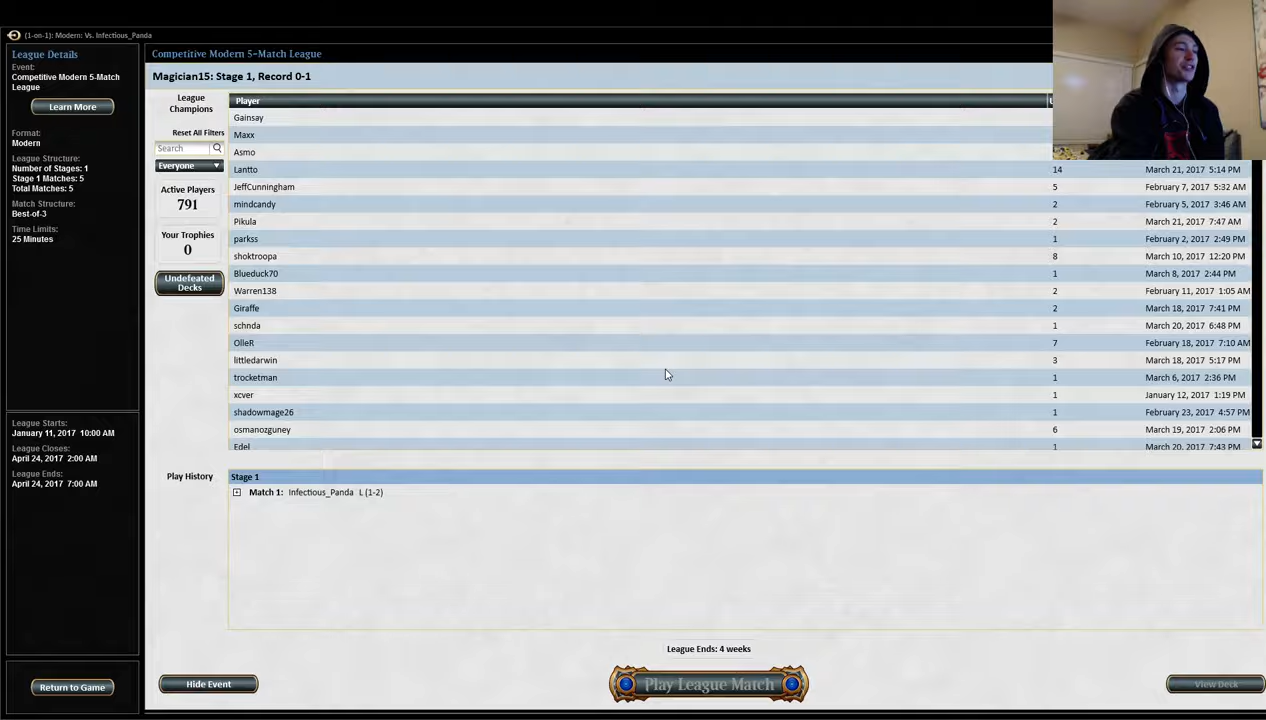 (1-on-1): Modern: Vs. Infectious_Panda
League Details
Event:
Competitive Modern 5-Match
League
Learn More
Format:
Modern
League Structure:
Number of Stages: 1
Stage 1 Matches: 5
Total Matches: 5
Match Structure:
Best-of-3
Time Limits:
25 Minutes
League Starts:
January 11, 2017 10:00 AM
League Closes:
April 24, 2017 2:00 AM
League Ends:
April 24, 2017 7:00 AM
Return to Game
Competitive Modern 5-Match League
Magician15: Stage 1, Record 0-1
League
Champions
Reset All Filters
Search
Everyone
Active Players
791
Your Trophies
0
Undefeated
Decks
Player
Gainsay
Maxx
Asmo
Lantto 14 March 21, 2017 5:14 PM
JeffCunningham 5 February 7, 2017 5:32 AM
mindcandy 2 February 5, 2017 3:46 AM
Pikula 2 March 21, 2017 7:47 AM
parkss 1 February 2, 2017 2:49 PM
shoktroopa 8 March 10, 2017 12:20 PM
Blueduck70 1 March 8, 2017 2:44 PM
Warren138 2 February 11, 2017 1:05 AM
Giraffe 2 March 18, 2017 7:41 PM
schnda 1 March 20, 2017 6:48 PM
OlleR 7 February 18, 2017 7:10 AM
littledarwin 3 March 18, 2017 5:17 PM
trocketman 1 March 6, 2017 2:36 PM
xcver 1 January 12, 2017 1:19 PM
shadowmage26 1 February 23, 2017 4:57 PM
osmanozguney 6 March 19, 2017 2:06 PM
Edel 1 March 20, 2017 7:43 PM
Play History
Stage 1
Match 1: Infectious_Panda L (1-2)
League Ends: 4 weeks
Hide Event
Play League Match
View Deck